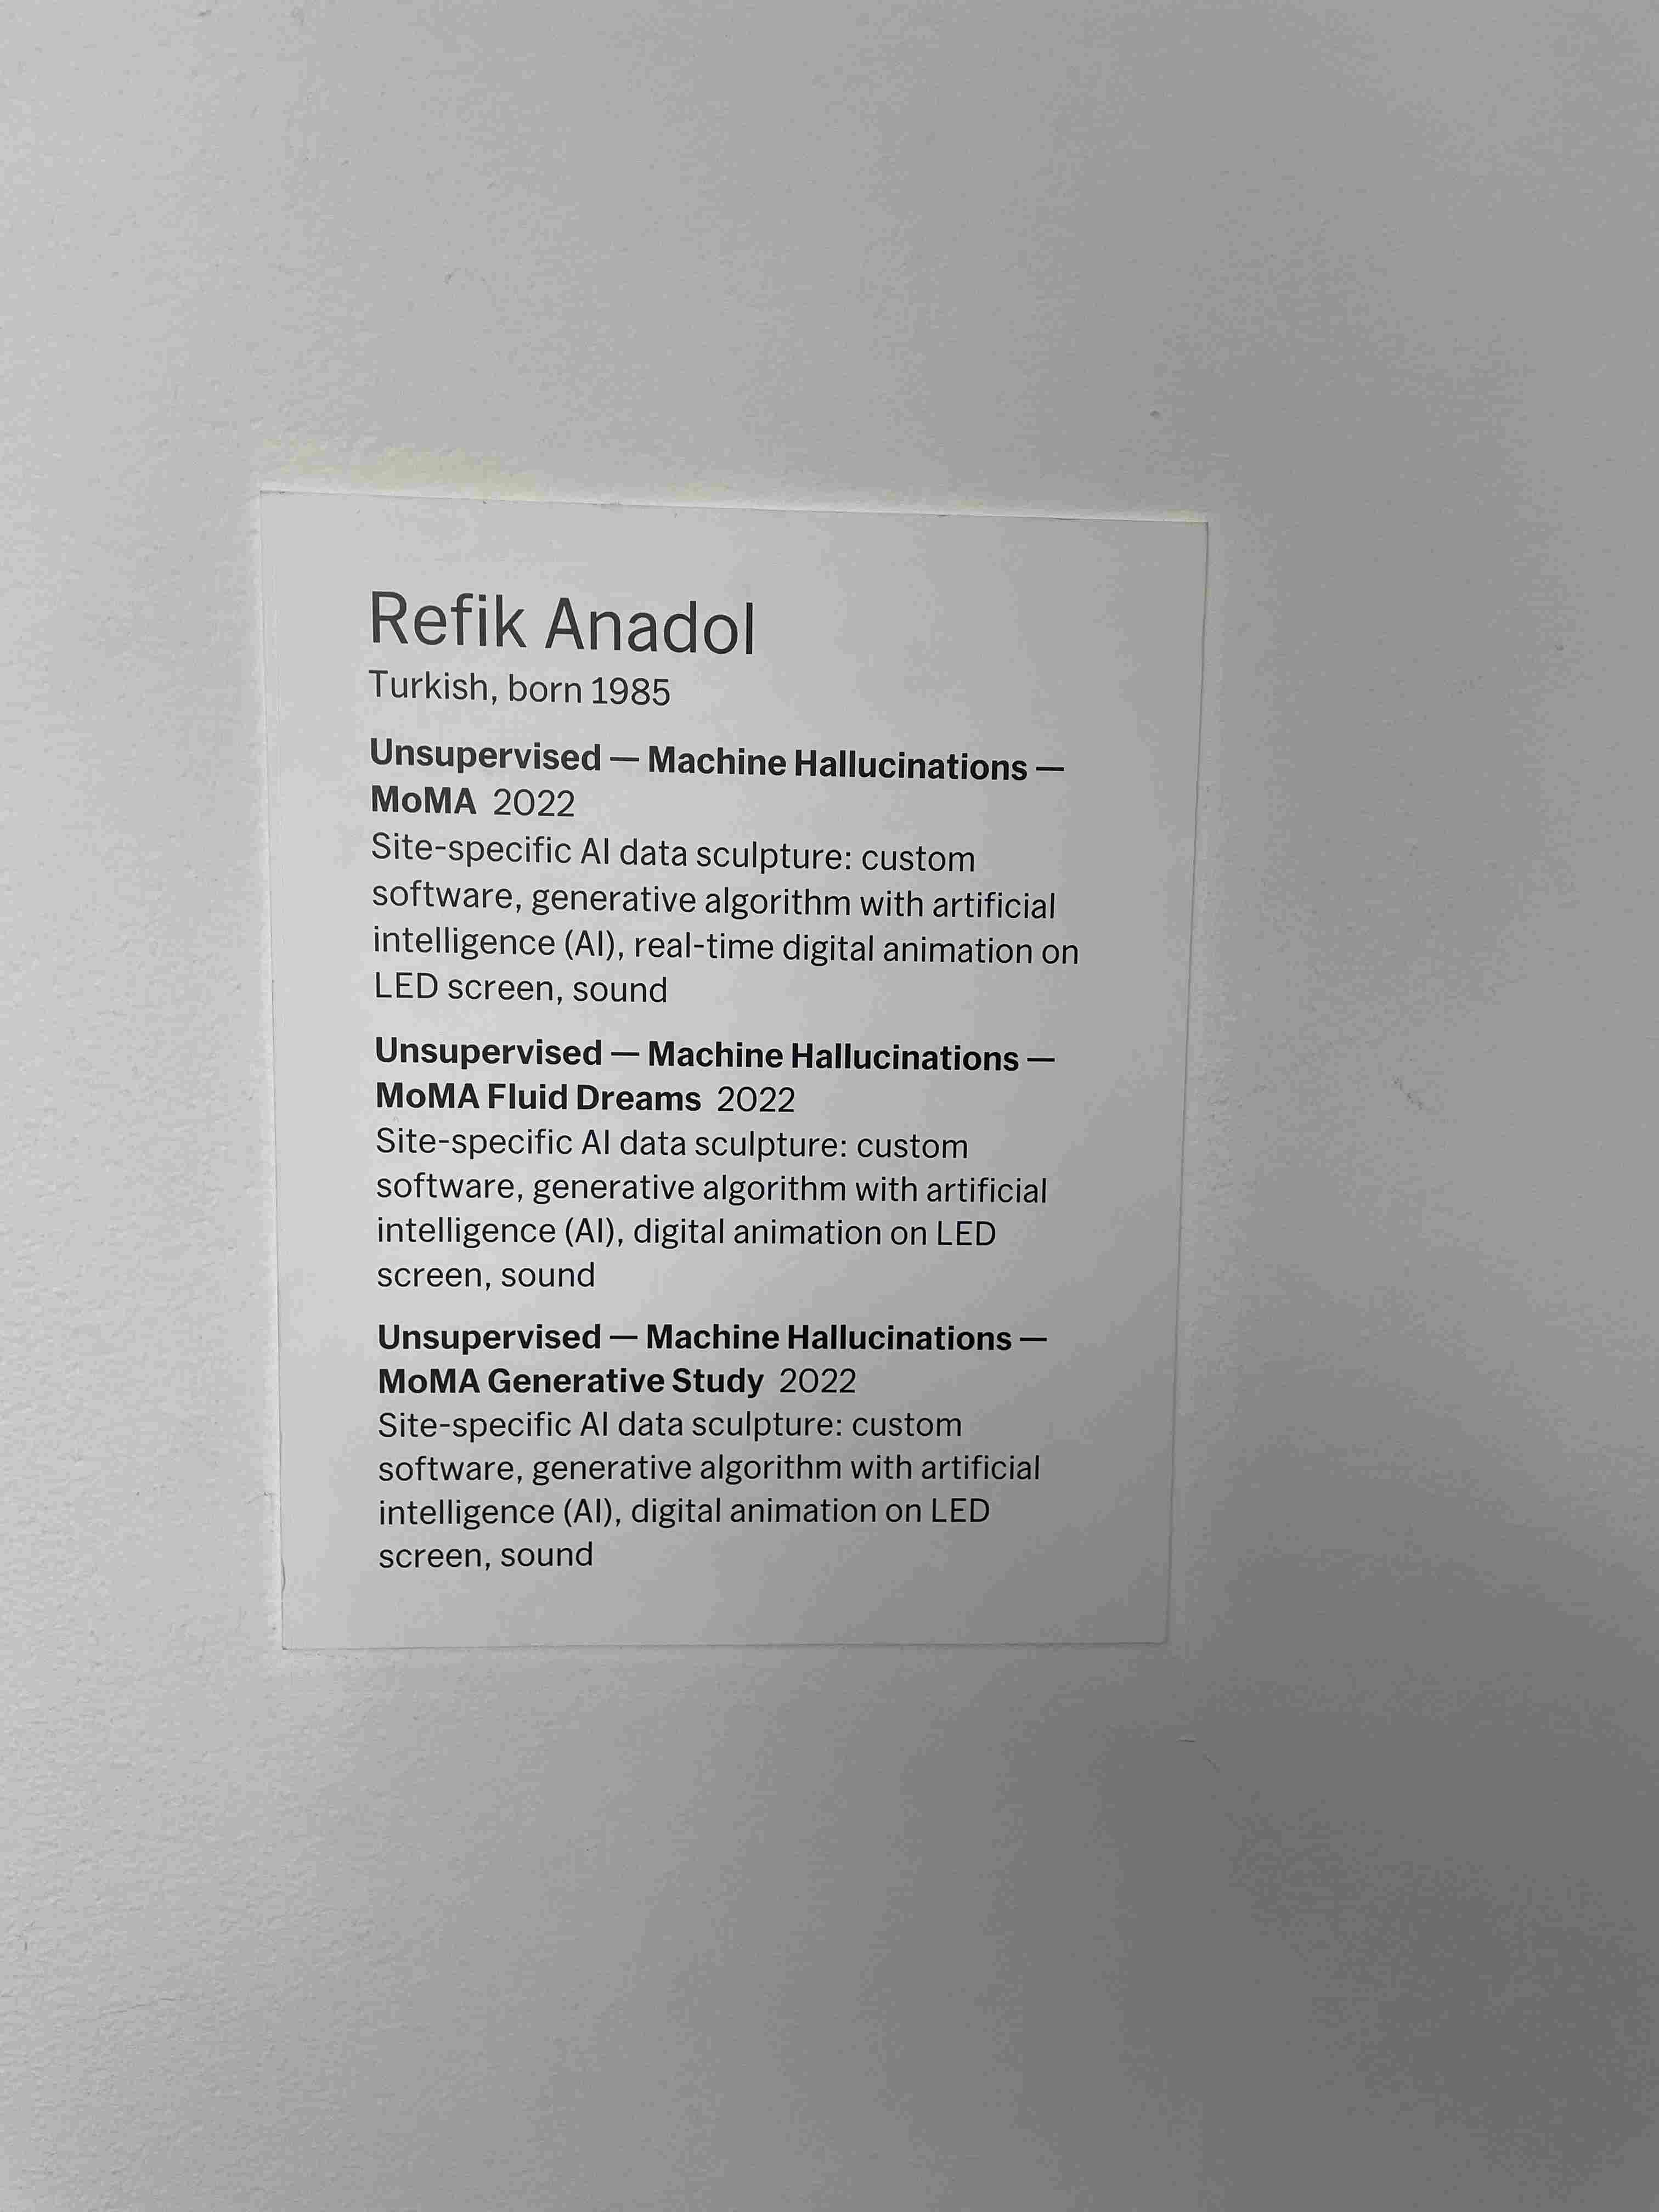 Refik Anadol
Turkish, born 1985
Unsupervised — Machine Hallucinations —
MoMA 2022
Site-specific AI data sculpture: custom
software, generative algorithm with artificial
intelligence (AI), real-time digital animation on
LED screen, sound
Unsupervised — Machine Hallucinations —
MoMA Fluid Dreams 2022
Site-specific AI data sculpture: custom
software, generative algorithm with artificial
intelligence (AI), digital animation on LED
screen, sound
Unsupervised — Machine Hallucinations —
MoMA Generative Study 2022
Site-specific AI data sculpture: custom
software, generative algorithm with artificial
intelligence (AI), digital animation on LED
screen, sound